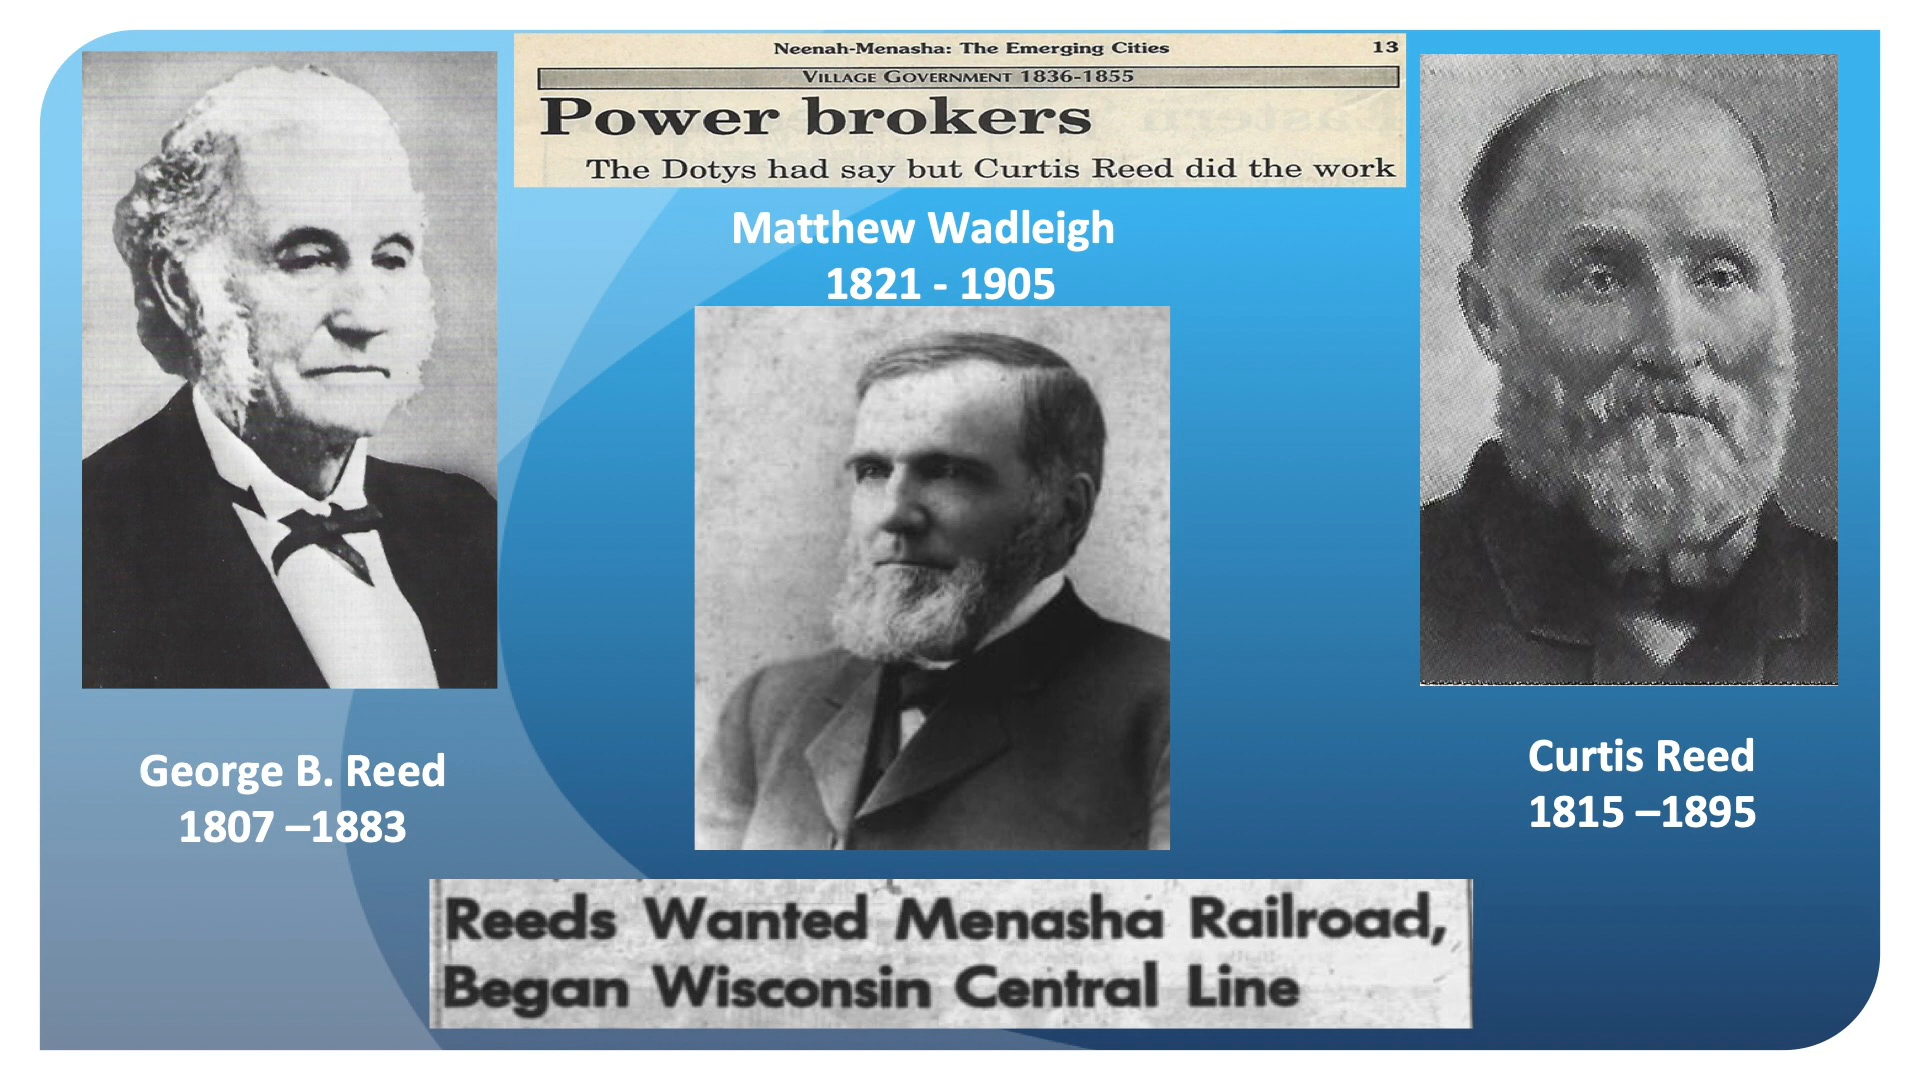 Neenah-Menasha: The Emerging Cities 13
Village Government 1836-1855
Power brokers
The Dotys had say but Curtis Reed did the work
Matthew Wadleigh
1821 - 1905
George B. Reed
1807 –1883
Curtis Reed
1815 –1895
Reeds Wanted Menasha Railroad,
Began Wisconsin Central Line